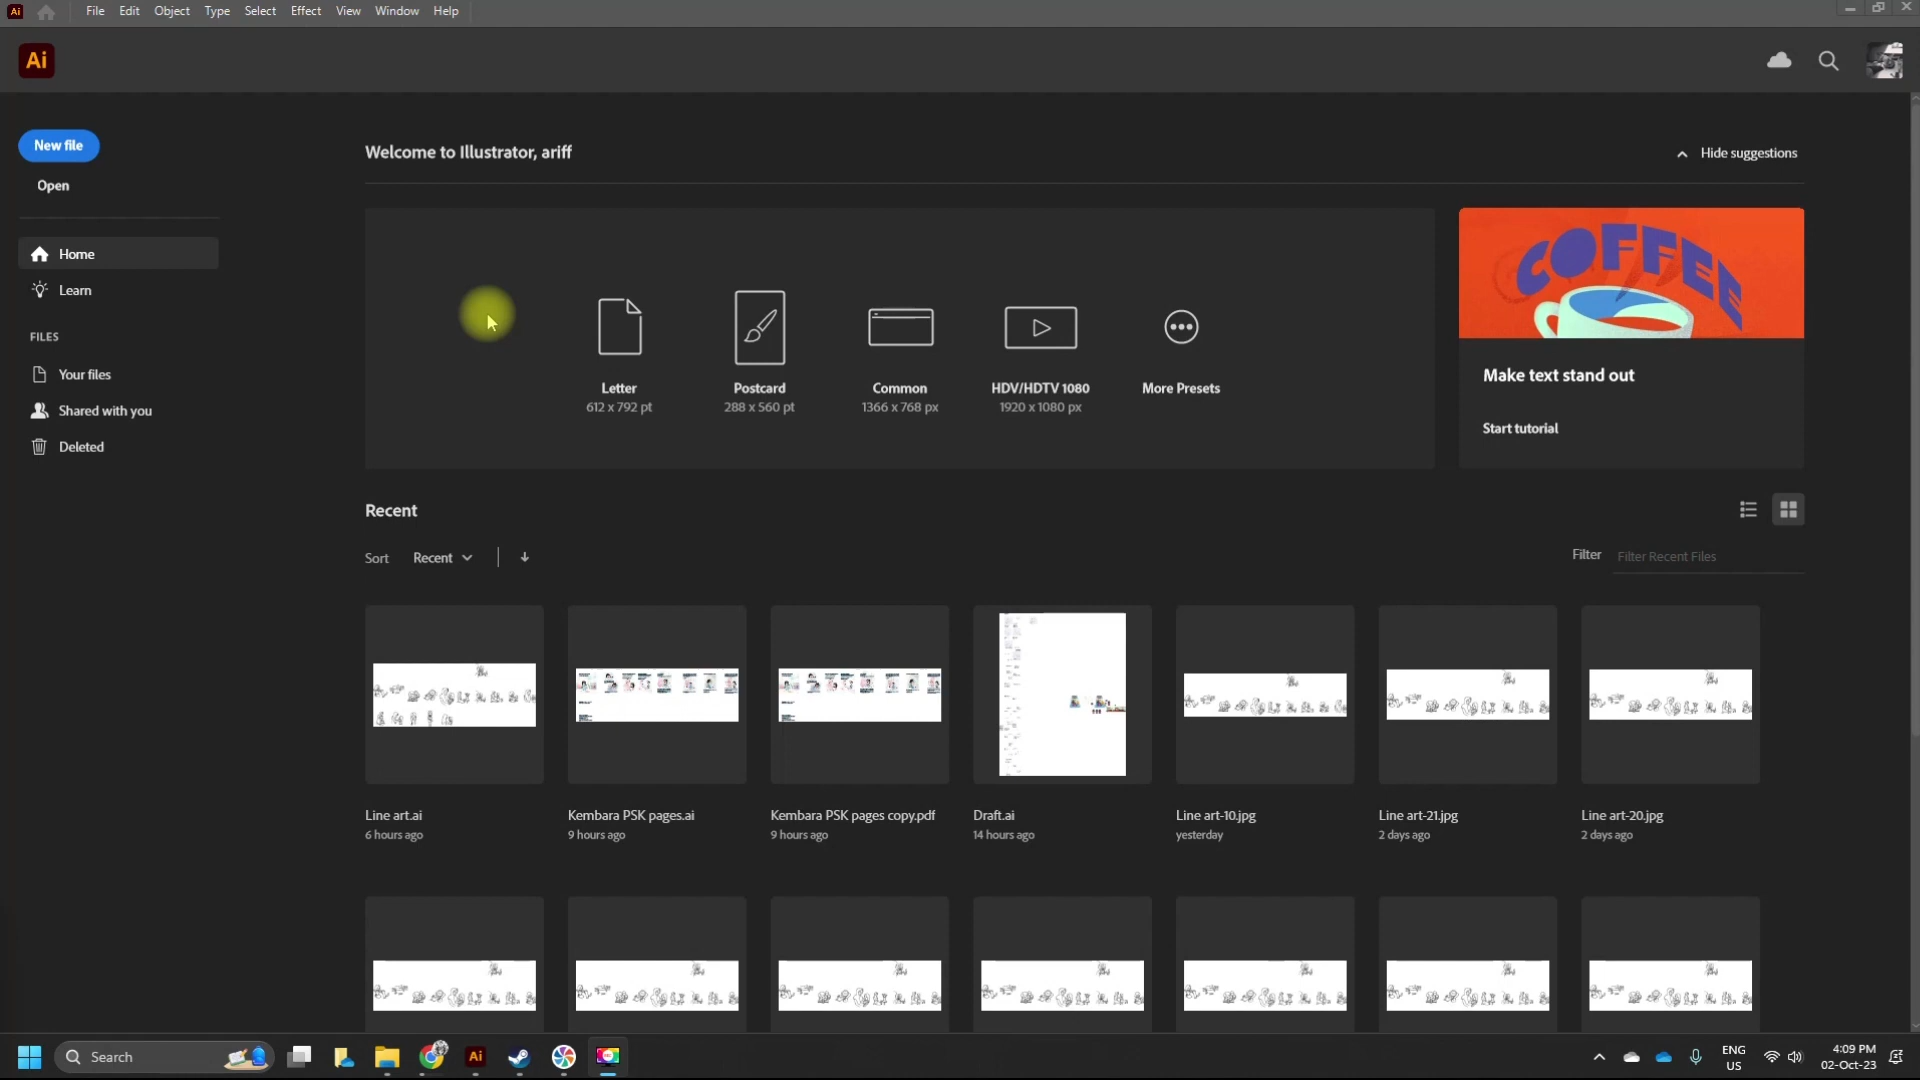 Ai File Edit Object Type Select Effect View Window Help
Ai
New file
Open
Home
Learn
FILES
Your files
Shared with you
Deleted
Welcome to Illustrator, ariff
Hide suggestions
Letter
612 x 792 pt
Postcard
288 x 560 pt
Common
1366 x 768 px
HDV/HDTV 1080
1920 x 1080 px
More Presets
COFFEE
Make text stand out
Start tutorial
Recent
Sort Recent
Filter Filter Recent Files
Line art.ai
6 hours ago
Kembara PSK pages.ai
9 hours ago
Kembara PSK pages copy.pdf
9 hours ago
Draft.ai
14 hours ago
Line art-10.jpg
yesterday
Line art-21.jpg
2 days ago
Line art-20.jpg
2 days ago
Search
Ai
ENG
US
4:09 PM
02-Oct-23